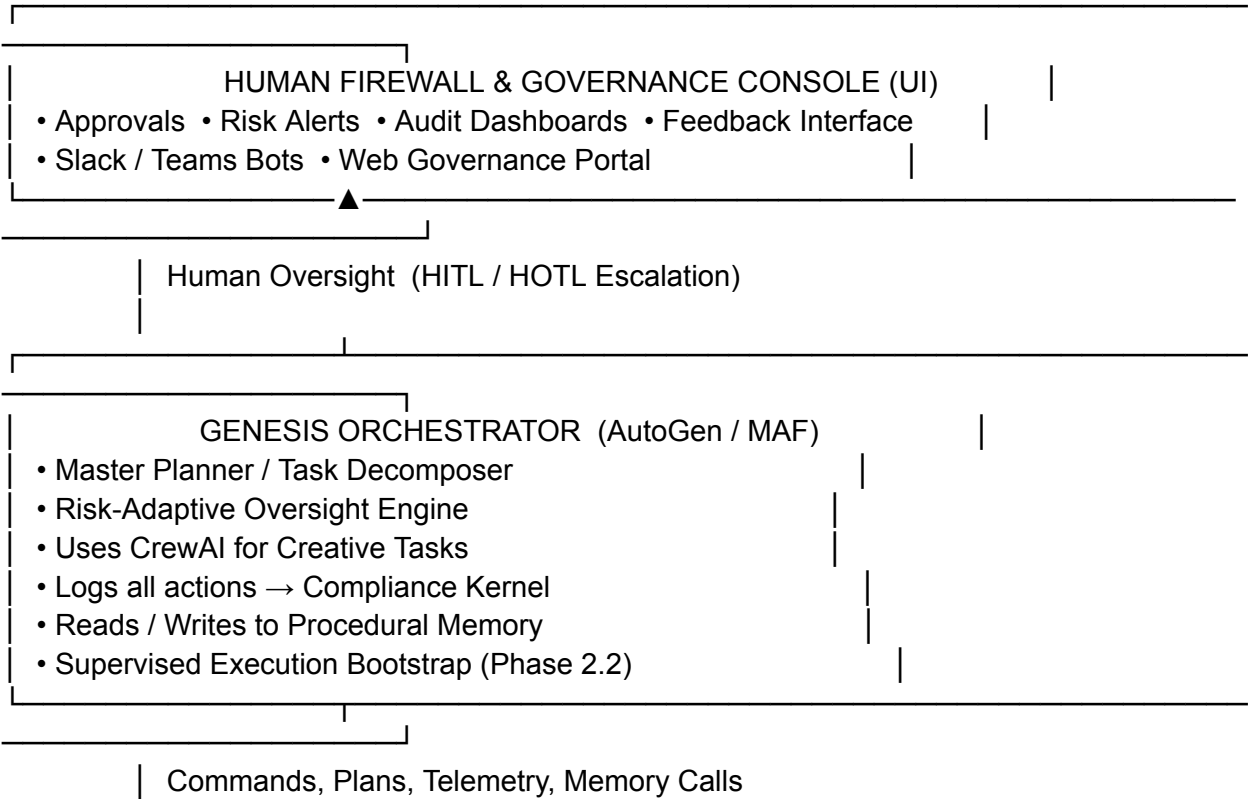 HUMAN FIREWALL & GOVERNANCE CONSOLE (UI)
• Approvals • Risk Alerts • Audit Dashboards • Feedback Interface
• Slack / Teams Bots • Web Governance Portal
Human Oversight (HITL / HOTL Escalation)
GENESIS ORCHESTRATOR (AutoGen / MAF)
• Master Planner / Task Decomposer
• Risk-Adaptive Oversight Engine
• Uses CrewAI for Creative Tasks
• Logs all actions → Compliance Kernel
• Reads / Writes to Procedural Memory
• Supervised Execution Bootstrap (Phase 2.2)
Commands, Plans, Telemetry, Memory Calls